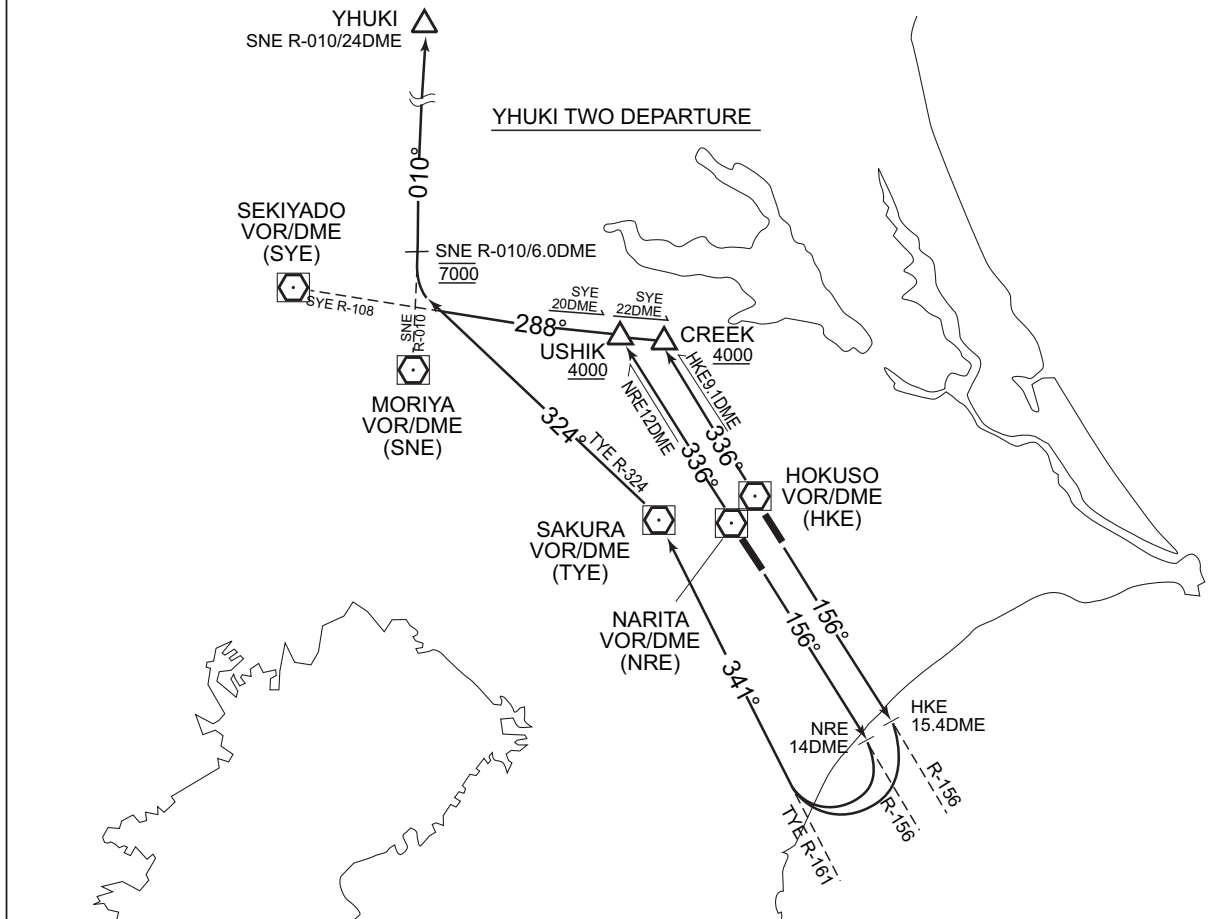 YHUKI
SNE R-010/24DME
YHUKI TWO DEPARTURE
010°
SEKIYADO
VOR/DME
(SYE)
SNE R-010/6.0DME
7000
SYE R-108
SNE
R-010
SYE
20DME
SYE
22DME
288°
USHIK
4000
CREEK
4000
MORIYA
VOR/DME
(SNE)
HKE9.1DME
NRE12DME
336°
336°
324°
TYE R-324
HOKUSO
VOR/DME
(HKE)
SAKURA
VOR/DME
(TYE)
NARITA
VOR/DME
(NRE)
156°
156°
341°
HKE
15.4DME
NRE
14DME
R-156
R-156
TYE R-161